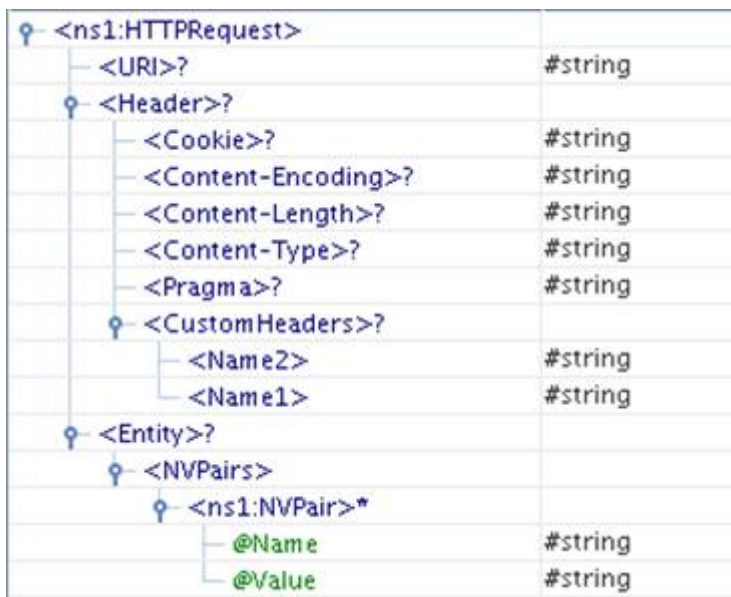 <ns1:HTTPRequest>
<URI>? #string
<Header>?
<Cookie>? #string
<Content-Encoding>? #string
<Content-Length>? #string
<Content-Type>? #string
<Pragma>? #string
<CustomHeaders>?
<Name2> #string
<Name1> #string
<Entity>?
<NVPairs>
<ns1:NVPair>*
@Name #string
@Value #string